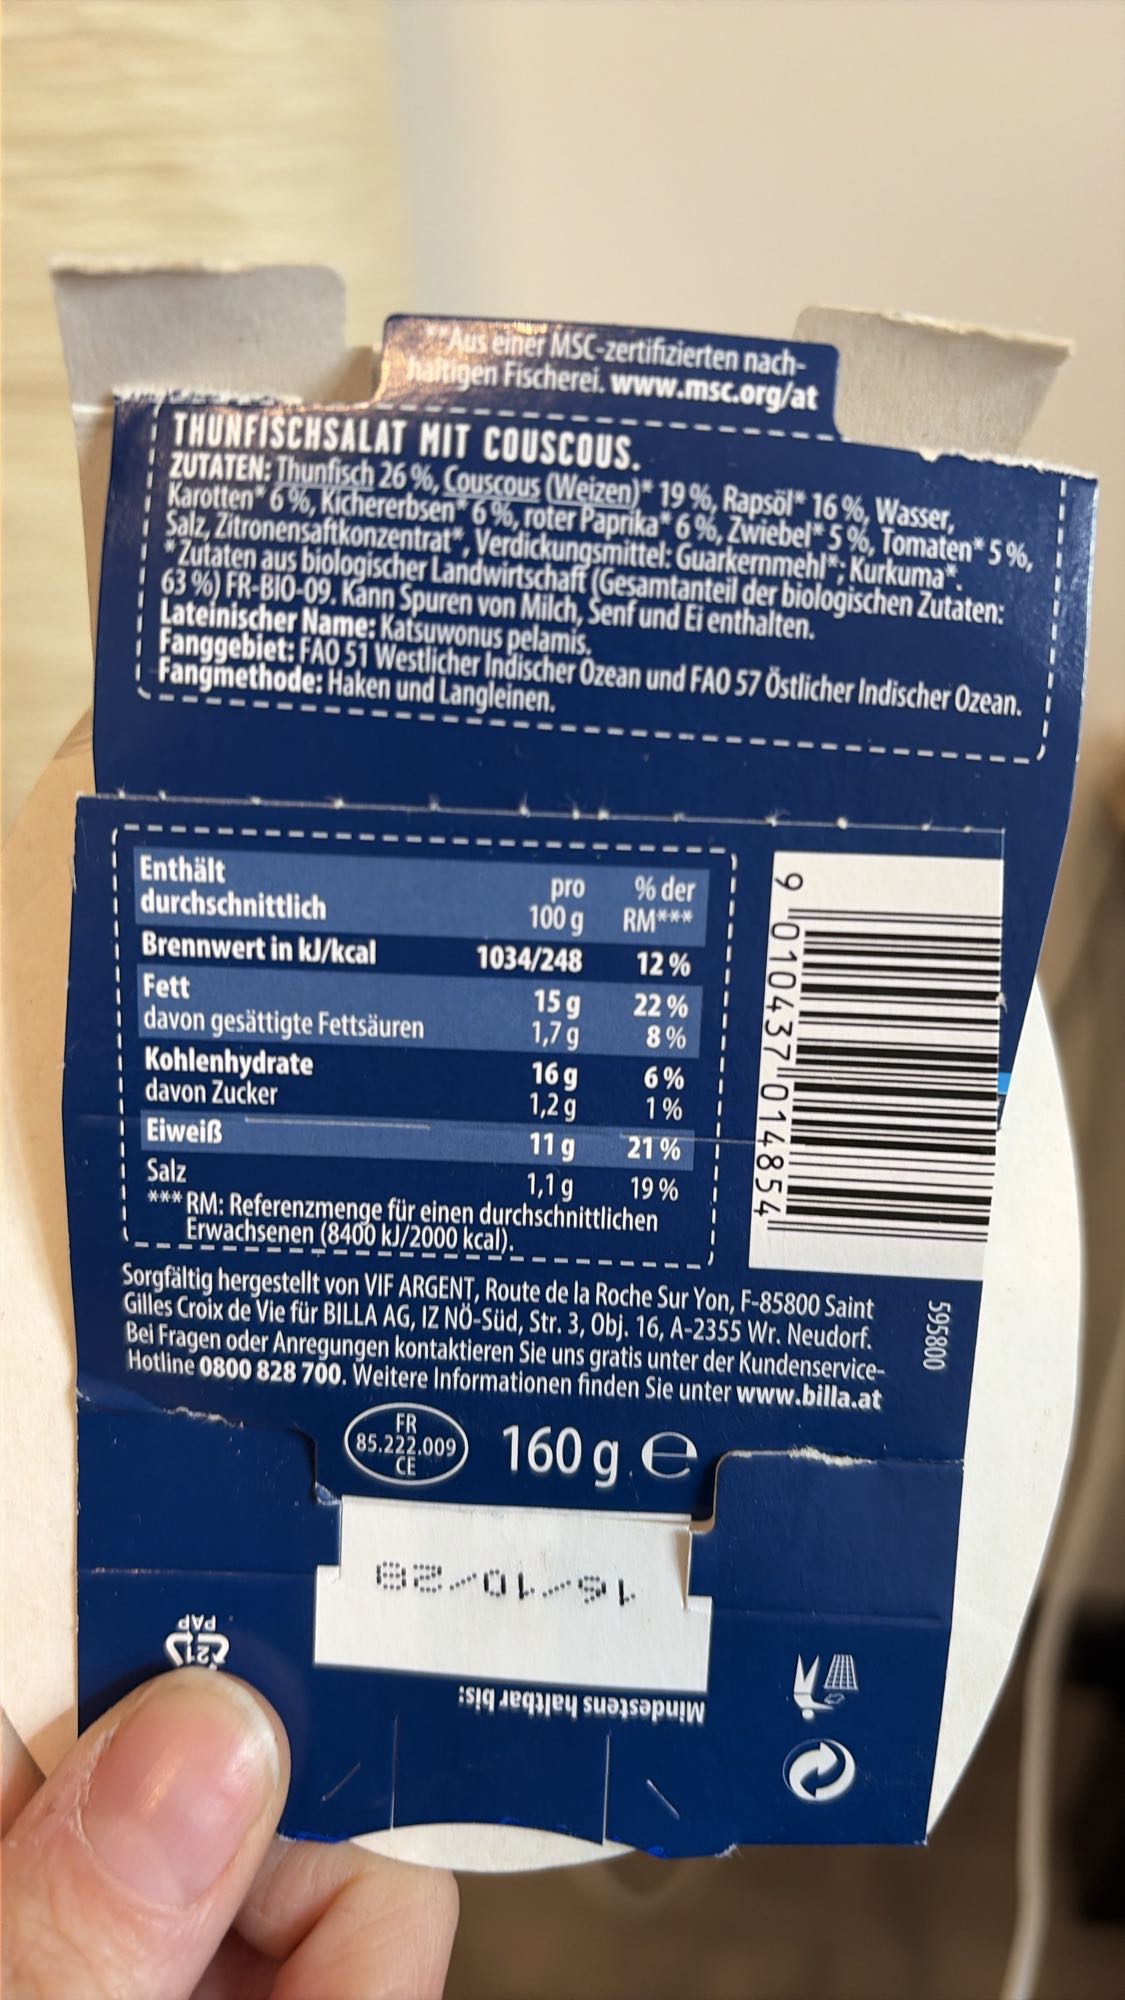 **Aus einer MSC-zertifizierten nach-
haltigen Fischerei. www.msc.org/at
THUNFISCHSALAT MIT COUSCOUS.
ZUTATEN: Thunfisch 26 %, Couscous (Weizen)* 19 %, Rapsöl* 16 %, Wasser,
Karotten* 6 %, Kichererbsen* 6 %, roter Paprika* 6 %, Zwiebel* 5 %, Tomaten* 5 %,
Salz, Zitronensaftkonzentrat*, Verdickungsmittel: Guarkernmehl*; Kurkuma*.
*Zutaten aus biologischer Landwirtschaft (Gesamtanteil der biologischen Zutaten:
63 %) FR-BIO-09. Kann Spuren von Milch, Senf und Ei enthalten.
Lateinischer Name: Katsuwonus pelamis.
Fanggebiet: FAO 51 Westlicher Indischer Ozean und FAO 57 Östlicher Indischer Ozean.
Fangmethode: Haken und Langleinen.
Enthält durchschnittlich pro 100 g % der RM***
Brennwert in kJ/kcal 1034/248 12 %
Fett 15 g 22 %
davon gesättigte Fettsäuren 1,7 g 8 %
Kohlenhydrate 16 g 6 %
davon Zucker 1,2 g 1 %
Eiweiß 11 g 21 %
Salz 1,1 g 19 %
*** RM: Referenzmenge für einen durchschnittlichen
Erwachsenen (8400 kJ/2000 kcal).
9 010437 014854
Sorgfältig hergestellt von VIF ARGENT, Route de la Roche Sur Yon, F-85800 Saint
Gilles Croix de Vie für BILLA AG, IZ NÖ-Süd, Str. 3, Obj. 16, A-2355 Wr. Neudorf.
Bei Fragen oder Anregungen kontaktieren Sie uns gratis unter der Kundenservice-
Hotline 0800 828 700. Weitere Informationen finden Sie unter www.billa.at
595800
FR
85.222.009
CE
160 g e
16/10/28
Mindestens haltbar bis:
21
PAP